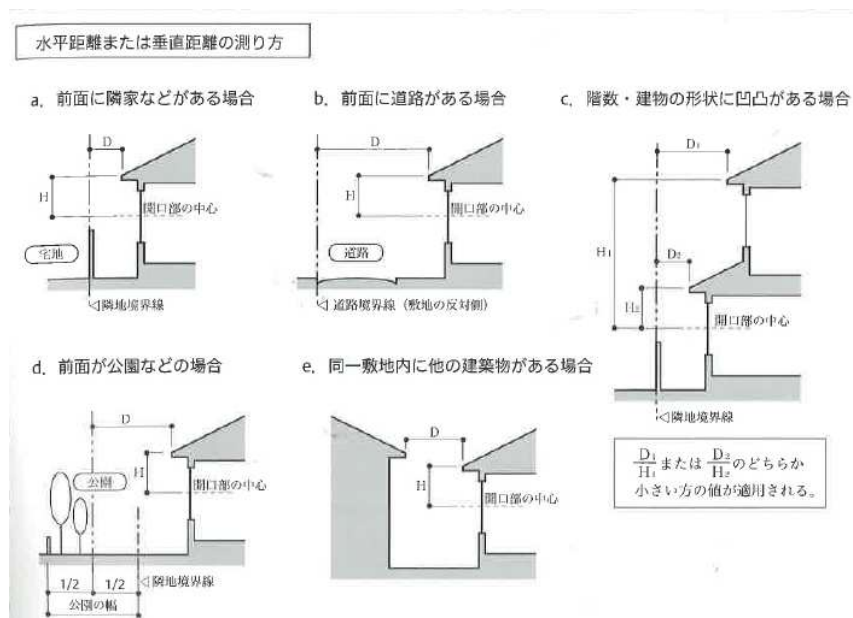 水平距離または垂直距離の測り方
a. 前面に隣家などがある場合
D
H
開口部の中心
宅地
◁隣地境界線
b. 前面に道路がある場合
D
H
開口部の中心
道路
◁ 道路境界線(敷地の反対側)
c. 階数・建物の形状に凹凸がある場合
D₁
H₁
D₂
H₂
開口部の中心
◁隣地境界線
D₁/H₁ または D₂/H₂ のどちらか
小さい方の値が適用される。
d. 前面が公園などの場合
D
H
公園
開口部の中心
1/2 1/2
◁隣地境界線
公園の幅
e. 同一敷地内に他の建築物がある場合
D
H
開口部の中心